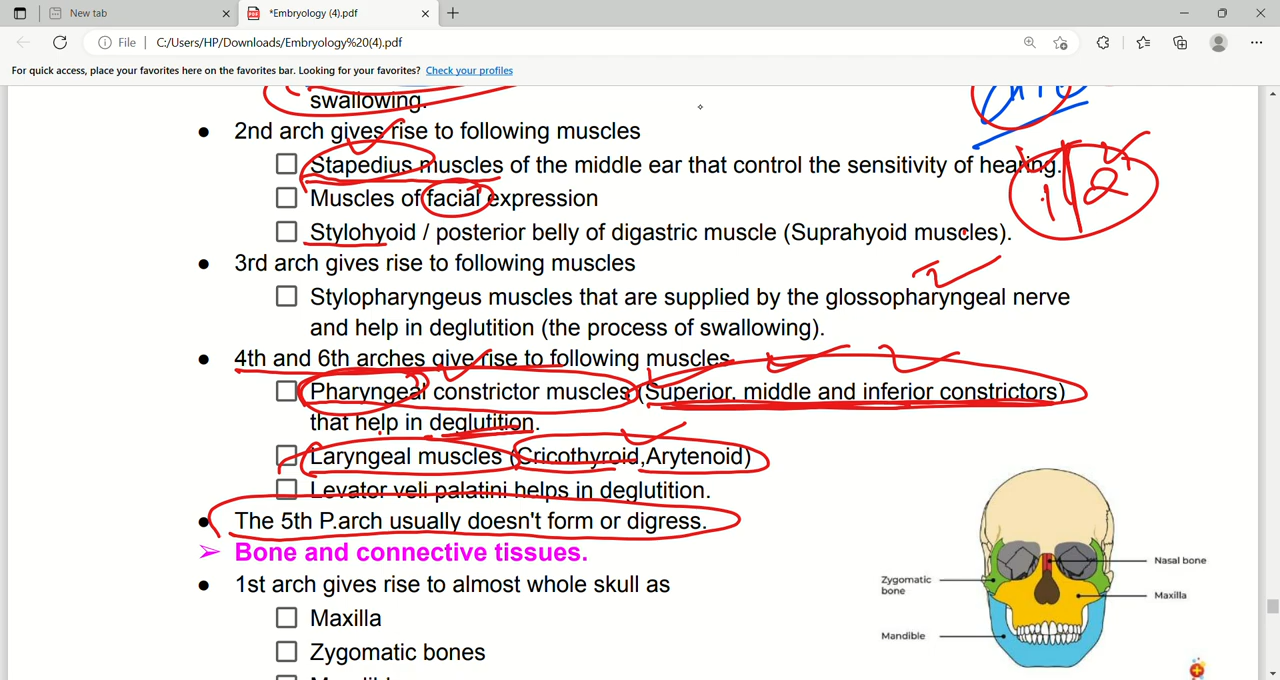 New tab
*Embryology (4).pdf
File
C:/Users/HP/Downloads/Embryology%20(4).pdf
For quick access, place your favorites here on the favorites bar. Looking for your favorites? Check your profiles
swallowing.
● 2nd arch gives rise to following muscles
Stapedius muscles of the middle ear that control the sensitivity of hearing.
1 2
Muscles of facial expression
Stylohyoid / posterior belly of digastric muscle (Suprahyoid muscles).
● 3rd arch gives rise to following muscles
Stylopharyngeus muscles that are supplied by the glossopharyngeal nerve
and help in deglutition (the process of swallowing).
● 4th and 6th arches give rise to following muscles
Pharyngeal constrictor muscles (Superior, middle and inferior constrictors)
that help in deglutition.
Laryngeal muscles (Cricothyroid,Arytenoid)
Levator veli palatini helps in deglutition.
● The 5th P.arch usually doesn't form or digress.
➢ Bone and connective tissues.
● 1st arch gives rise to almost whole skull as
Maxilla
Zygomatic bones
Nasal bone
Zygomatic
bone
Maxilla
Mandible